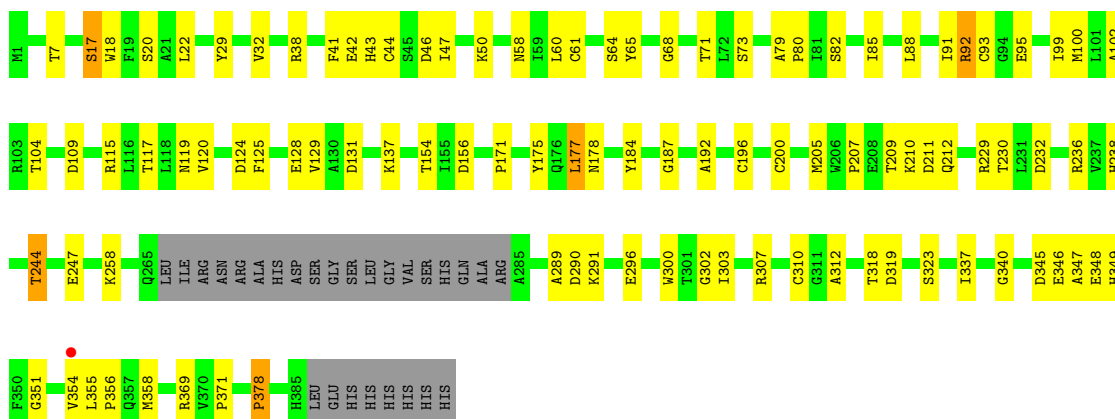 M1 T7 S17 W18 F19 S20 A21 L22 Y29 V32 R38 F41 E42 H43 C44 S45 D46 I47 K50 N58 I59 L60 C61 S64 Y65 G68 T71 L72 S73 A79 P80 I81 S82 I85 L88 I91 R92 C93 G94 E95 I99 M100 L101 A102
R103 T104 D109 R115 L116 T117 L118 N119 V120 D124 F125 E128 V129 A130 D131 K137 T154 I155 D156 P171 Y175 Q176 L177 N178 Y184 G187 A192 C196 C200 M205 W206 P207 E208 T209 K210 D211 Q212 R229 T230 L231 D232 R236 V237 H238
T244 E247 K258 Q265 LEU ILE ARG ASN ARG ALA HIS ASP SER GLY SER LEU GLY VAL SER HIS GLN ALA ARG A285 A289 D290 K291 E296 W300 T301 G302 I303 R307 C310 G311 A312 T318 D319 S323 I337 G340 D345 E346 A347 E348 H349
F350 G351 V354 L355 P356 Q357 M358 R369 V370 P371 P378 H385 LEU GLU HIS HIS HIS HIS HIS HIS